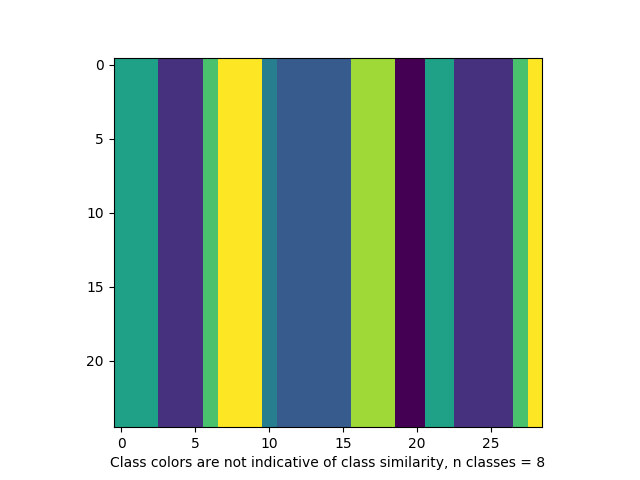 0
5
10
15
20
0 5 10 15 20 25
Class colors are not indicative of class similarity, n classes = 8